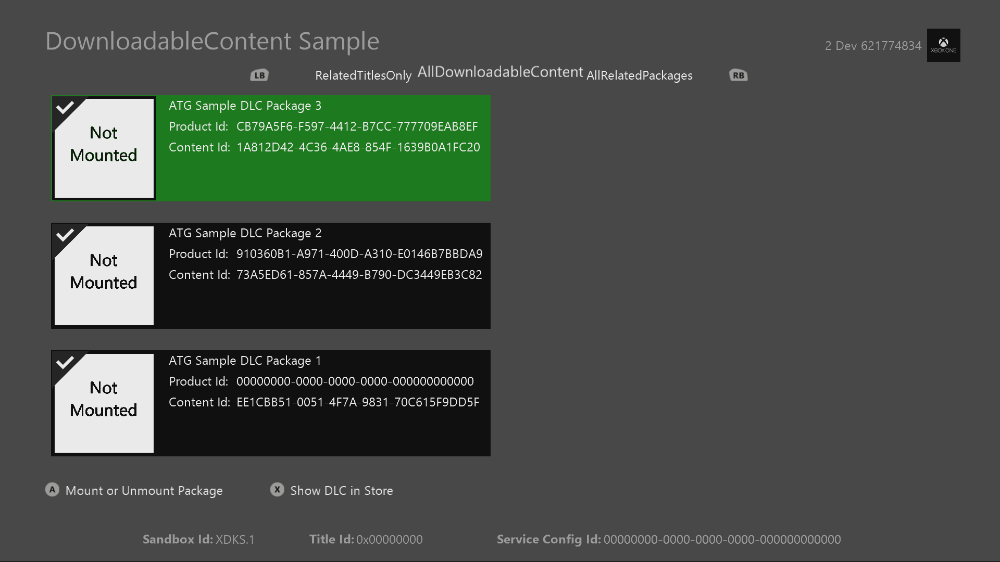 DownloadableContent Sample
2 Dev 621774834
XBOX ONE
LB RelatedTitlesOnly AllDownloadableContent AllRelatedPackages RB
Not
Mounted
ATG Sample DLC Package 3
Product Id: CB79A5F6-F597-4412-B7CC-777709EAB8EF
Content Id: 1A812D42-4C36-4AE8-854F-1639B0A1FC20
Not
Mounted
ATG Sample DLC Package 2
Product Id: 910360B1-A971-400D-A310-E0146B7BBDA9
Content Id: 73A5ED61-857A-4449-B790-DC3449EB3C82
Not
Mounted
ATG Sample DLC Package 1
Product Id: 00000000-0000-0000-0000-000000000000
Content Id: EE1CBB51-0051-4F7A-9831-70C615F9DD5F
A Mount or Unmount Package X Show DLC in Store
Sandbox Id: XDKS.1 Title Id: 0x00000000 Service Config Id: 00000000-0000-0000-0000-000000000000